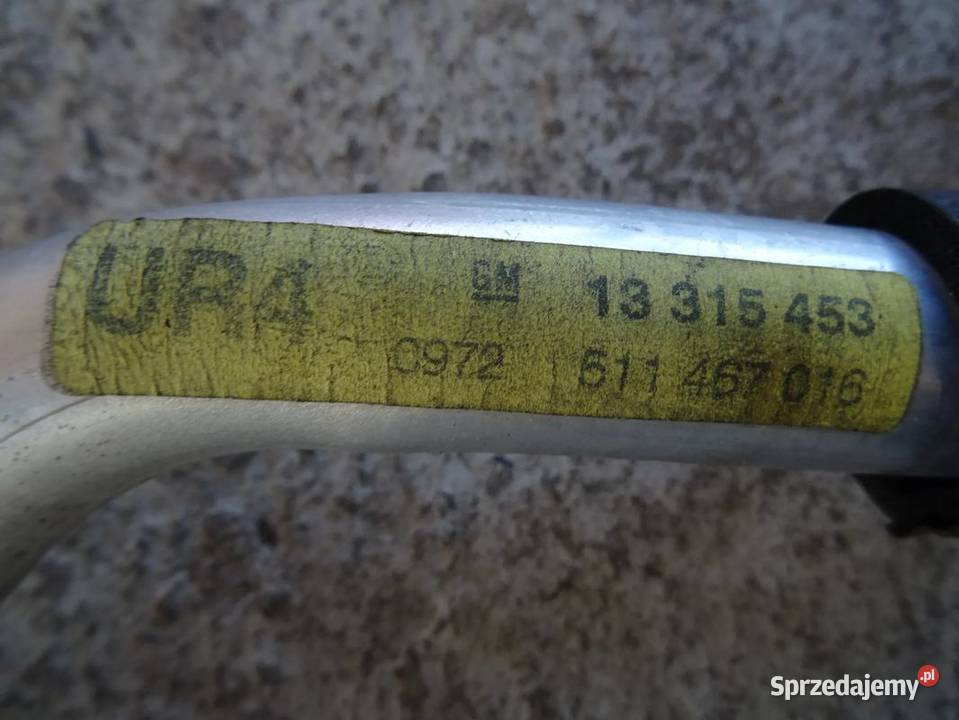 UR4 GM 13 315 453
0972 611 467 016
Sprzedajemy.pl